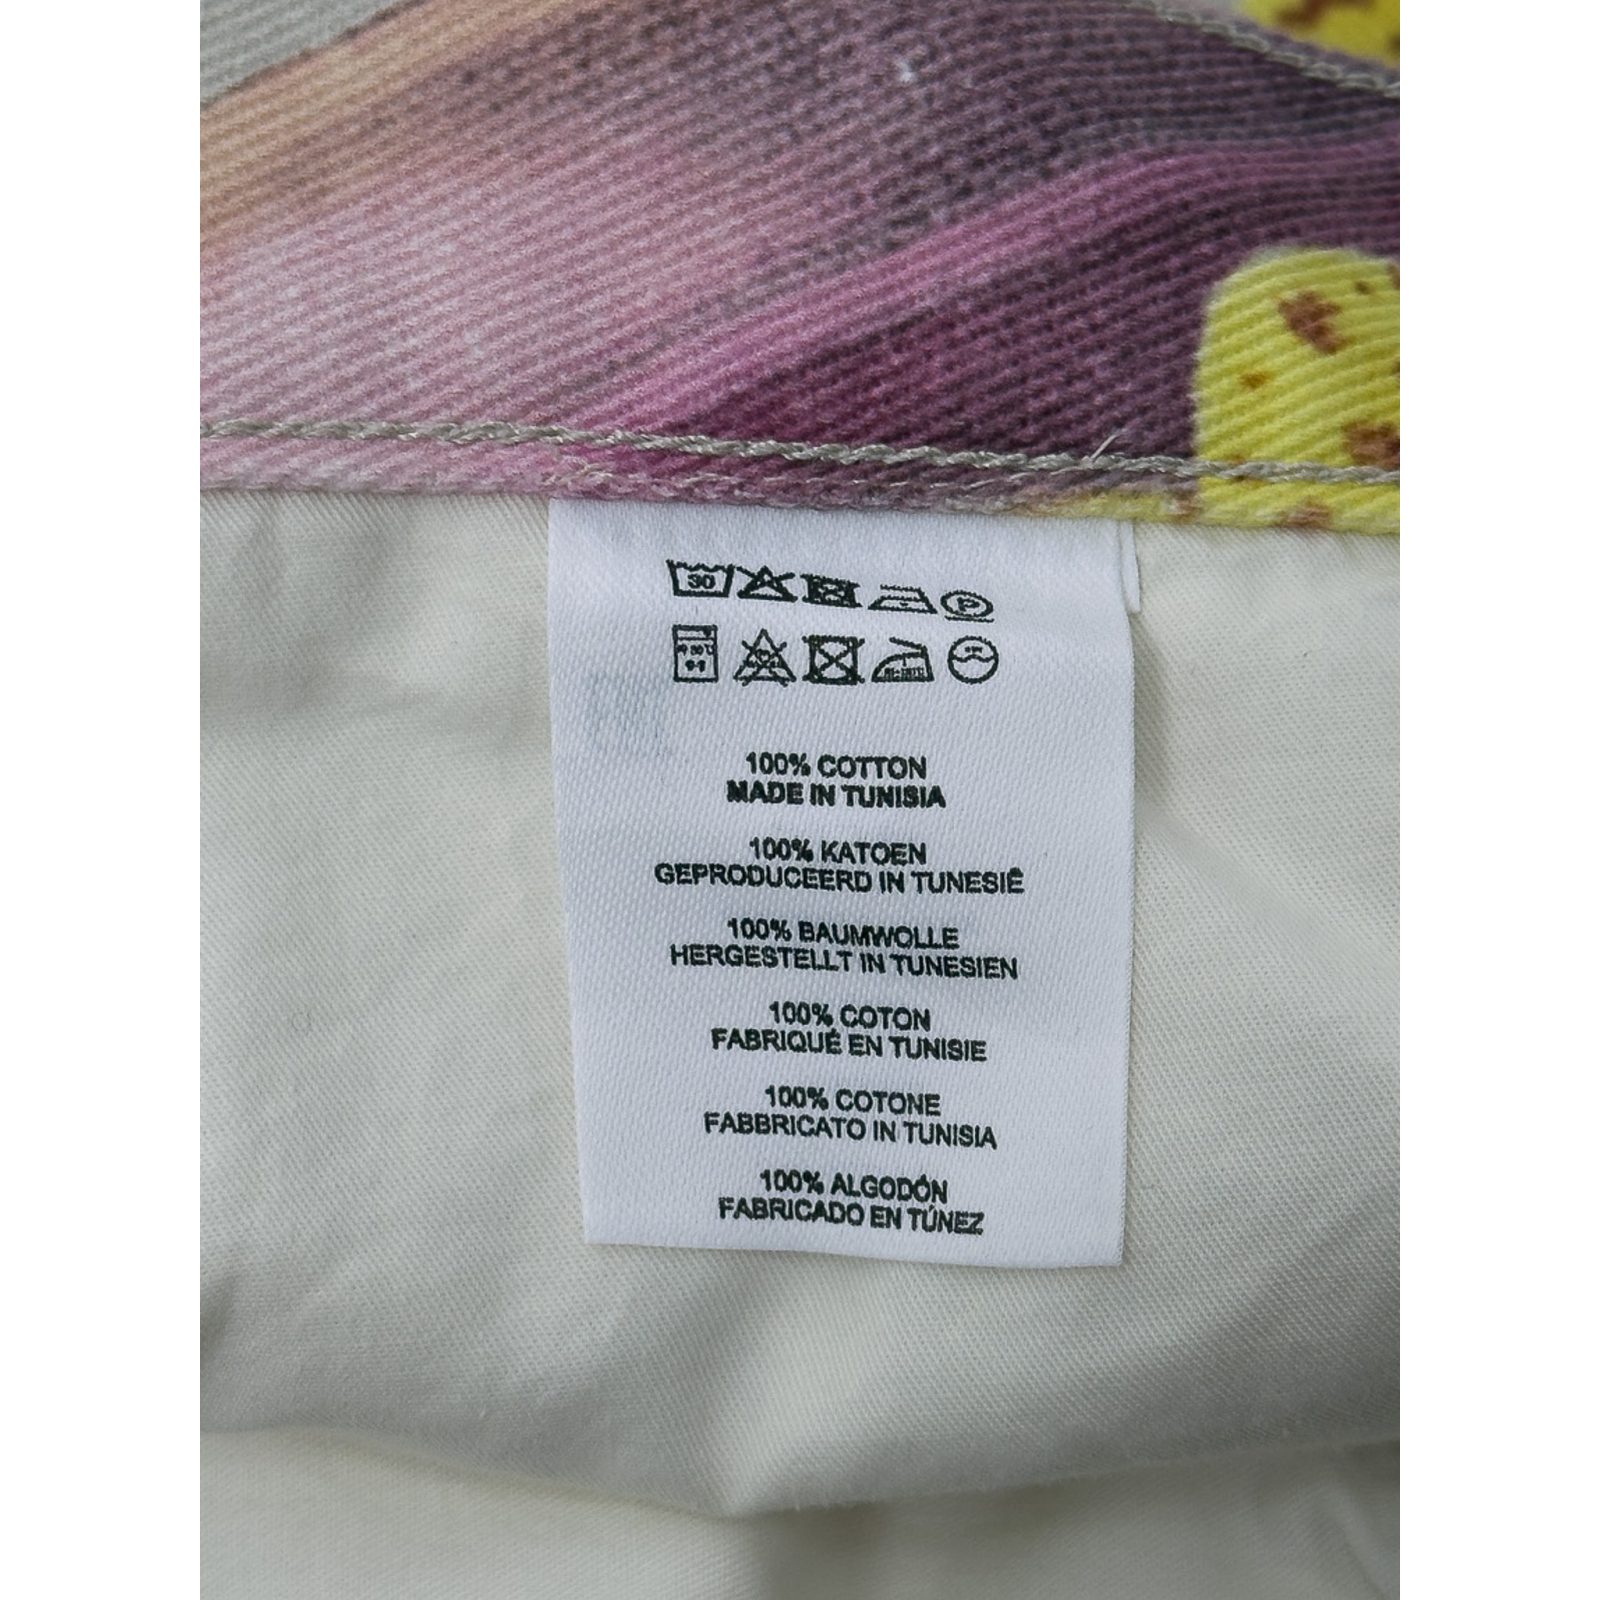 30
P
100% COTTON
MADE IN TUNISIA
100% KATOEN
GEPRODUCEERD IN TUNESIË
100% BAUMWOLLE
HERGESTELLT IN TUNESIEN
100% COTON
FABRIQUÉ EN TUNISIE
100% COTONE
FABBRICATO IN TUNISIA
100% ALGODÓN
FABRICADO EN TÚNEZ